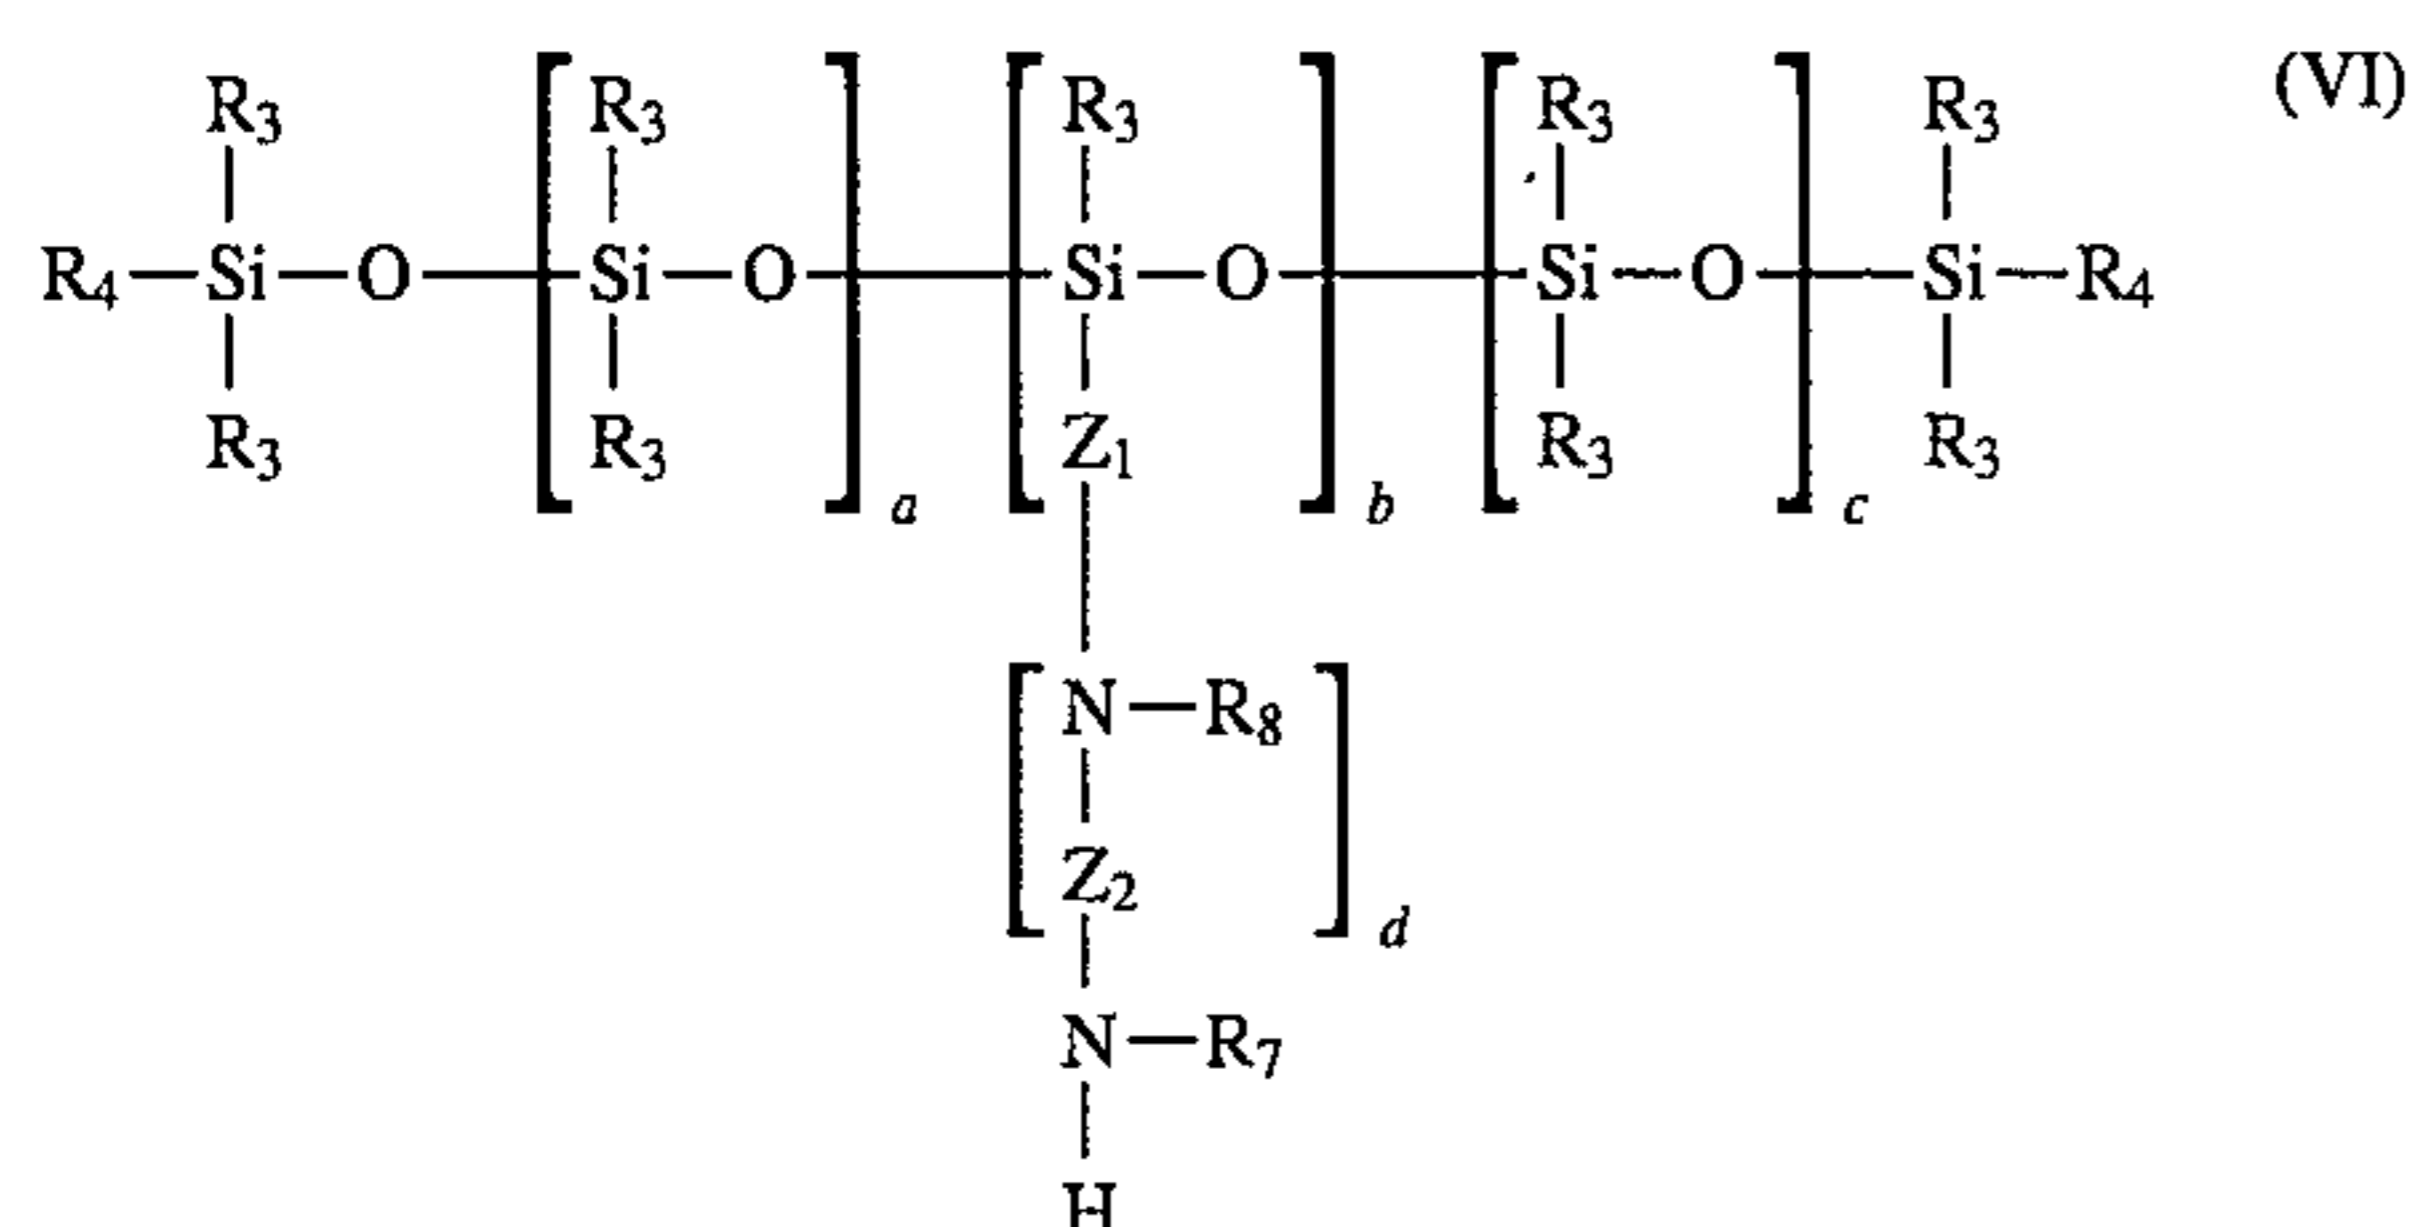 R3 R3 R3 R3 R3 (VI)
R4—Si—O—[Si—O]—[Si—O]—[Si—O]—Si—R4
R3 R3 Z1 R3 R3
a b c
N—R8
Z2
d
N—R7
H